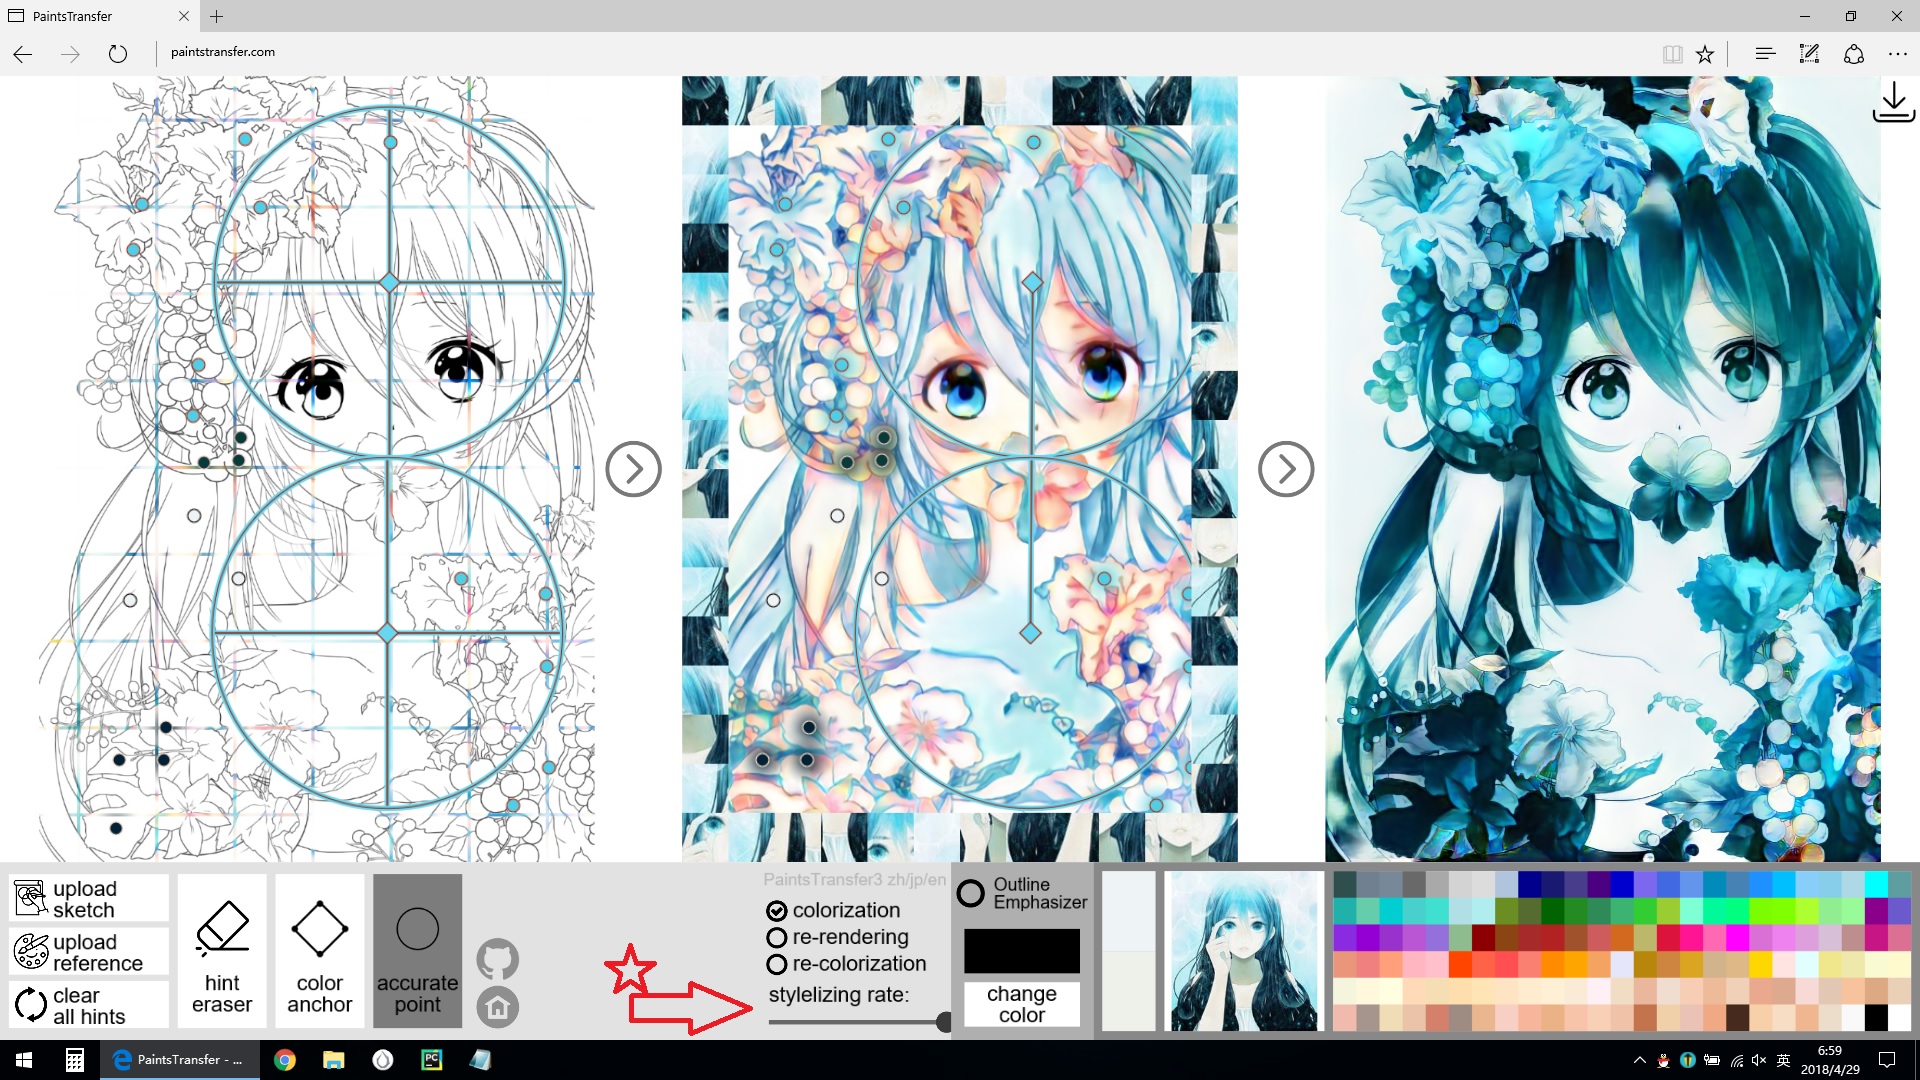 PaintsTransfer
paintstransfer.com
upload
sketch
upload
reference
clear
all hints
hint
eraser
color
anchor
accurate
point
PaintsTransfer3 zh/jp/en
colorization
re-rendering
re-colorization
stylelizing rate:
Outline
Emphasizer
change
color
PaintsTransfer - ...
PC
英
6:59
2018/4/29